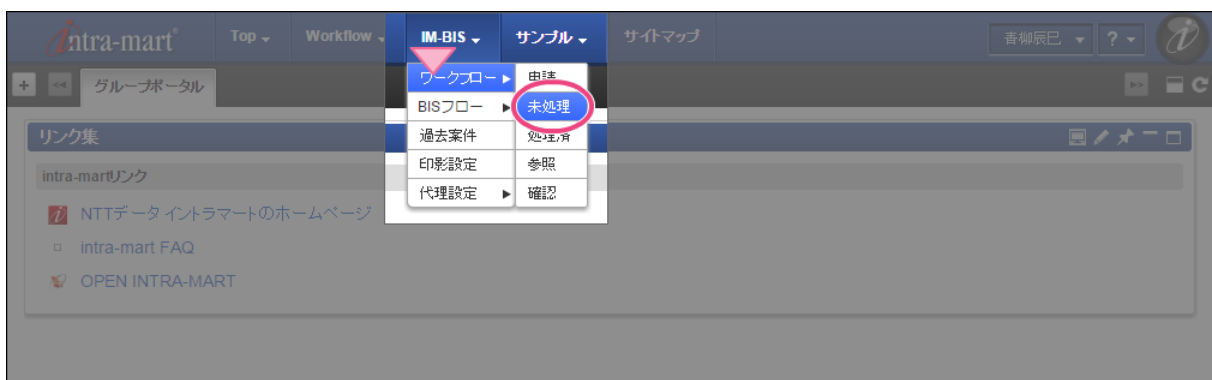 intra-mart Top Workflow IM-BIS サンプル サイトマップ 青柳辰巳 ?
グループポータル
ワークフロー
申請
BISフロー
未処理
過去案件
処理済
印影設定
参照
代理設定
確認
リンク集
intra-martリンク
NTTデータ イントラマートのホームページ
intra-mart FAQ
OPEN INTRA-MART